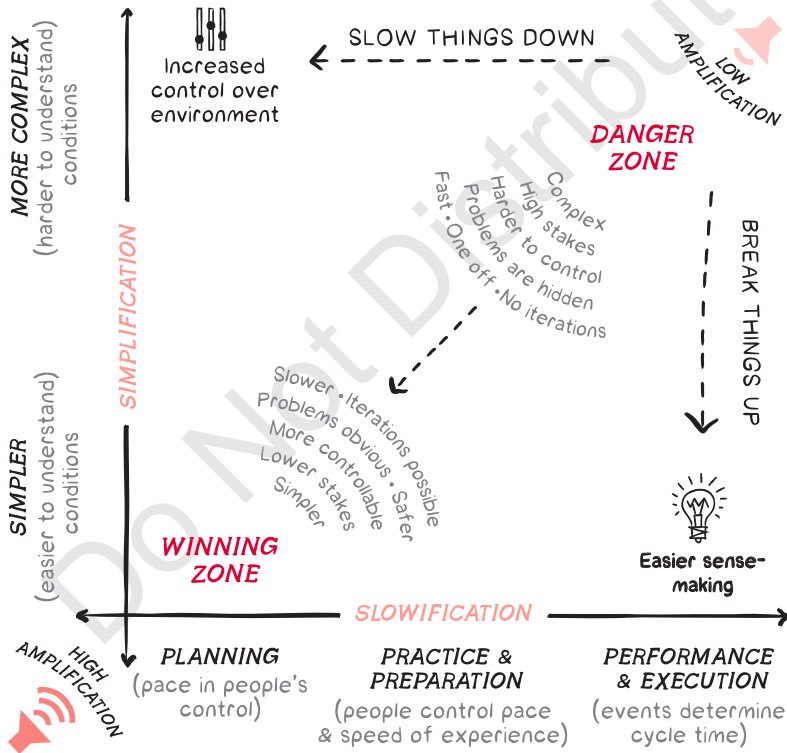 SLOW THINGS DOWN
LOW
AMPLIFICATION
Increased
control over
environment
MORE COMPLEX
(harder to understand)
conditions
DANGER
ZONE
Complex
High stakes
Harder to control
Problems are hidden
Fast • One off • No iterations
BREAK THINGS UP
SIMPLIFICATION
Slower • Iterations possible
Problems obvious • Safer
More controllable
Lower stakes
Simpler
SIMPLER
(easier to understand)
conditions
WINNING
ZONE
Easier sense-
making
SLOWIFICATION
HIGH
AMPLIFICATION
PLANNING
(pace in people's
control)
PRACTICE &
PREPARATION
(people control pace
& speed of experience)
PERFORMANCE
& EXECUTION
(events determine
cycle time)
Do Not Distribut